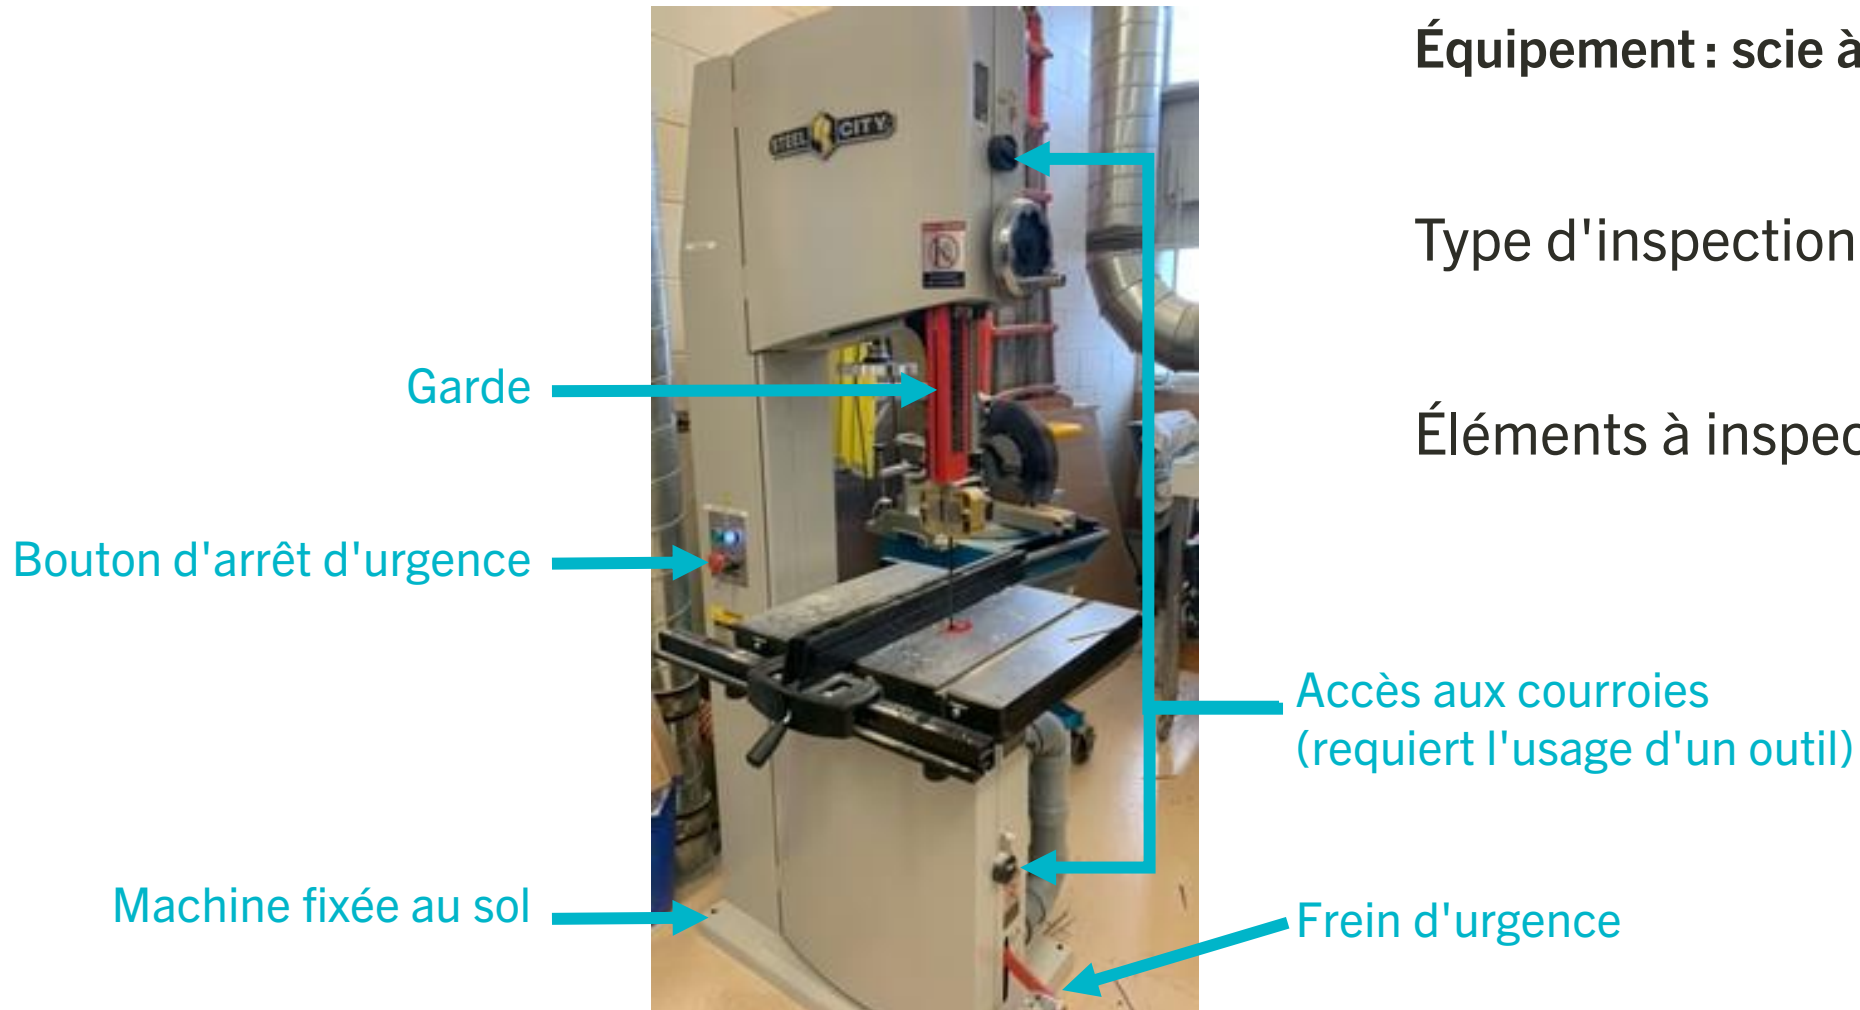 Équipement : scie à
STEEL CITY
Type d'inspection
Garde
Éléments à inspec
Bouton d'arrêt d'urgence
Accès aux courroies
(requiert l'usage d'un outil)
Machine fixée au sol
Frein d'urgence